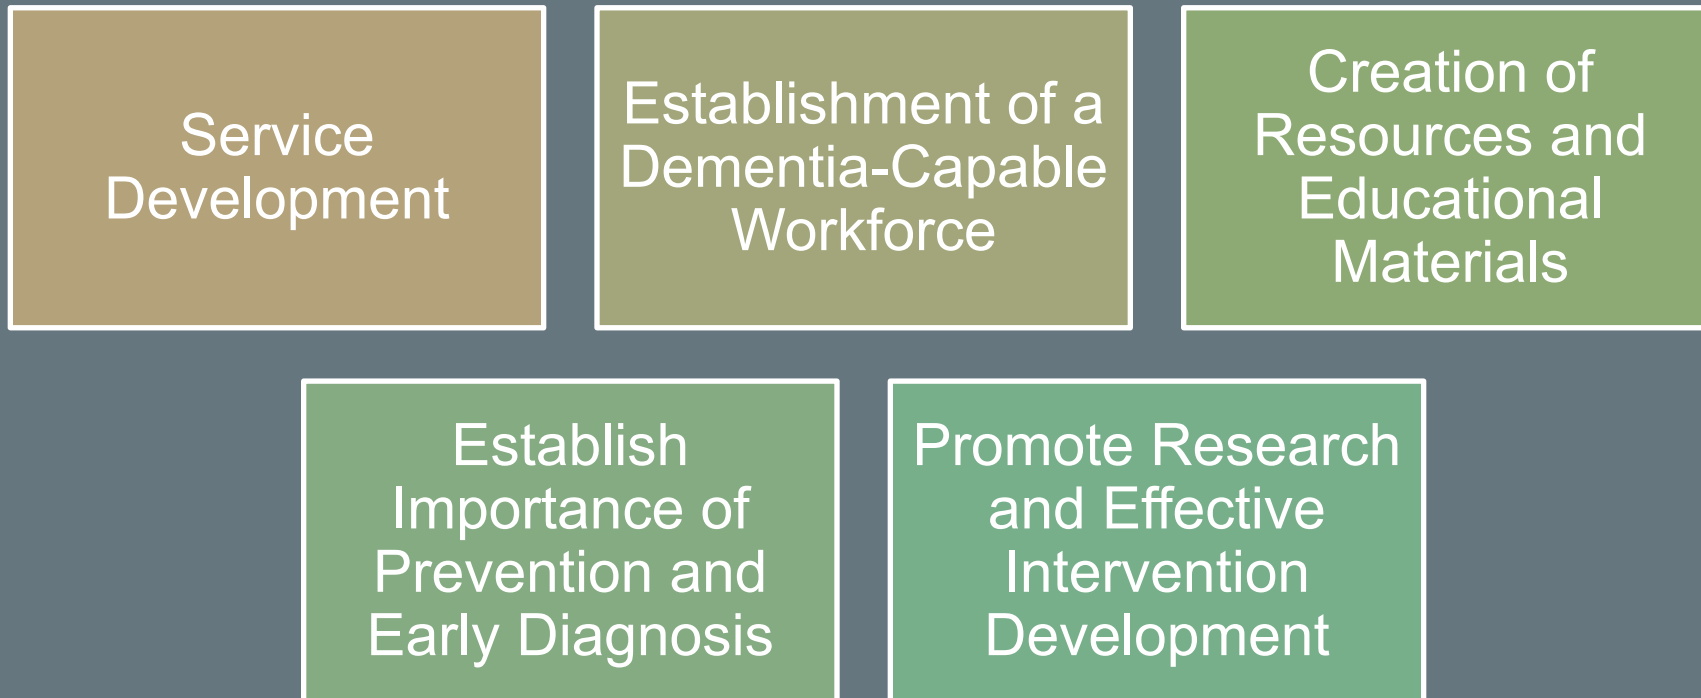 Service
Development
Establishment of a
Dementia-Capable
Workforce
Creation of
Resources and
Educational
Materials
Establish
Importance of
Prevention and
Early Diagnosis
Promote Research
and Effective
Intervention
Development